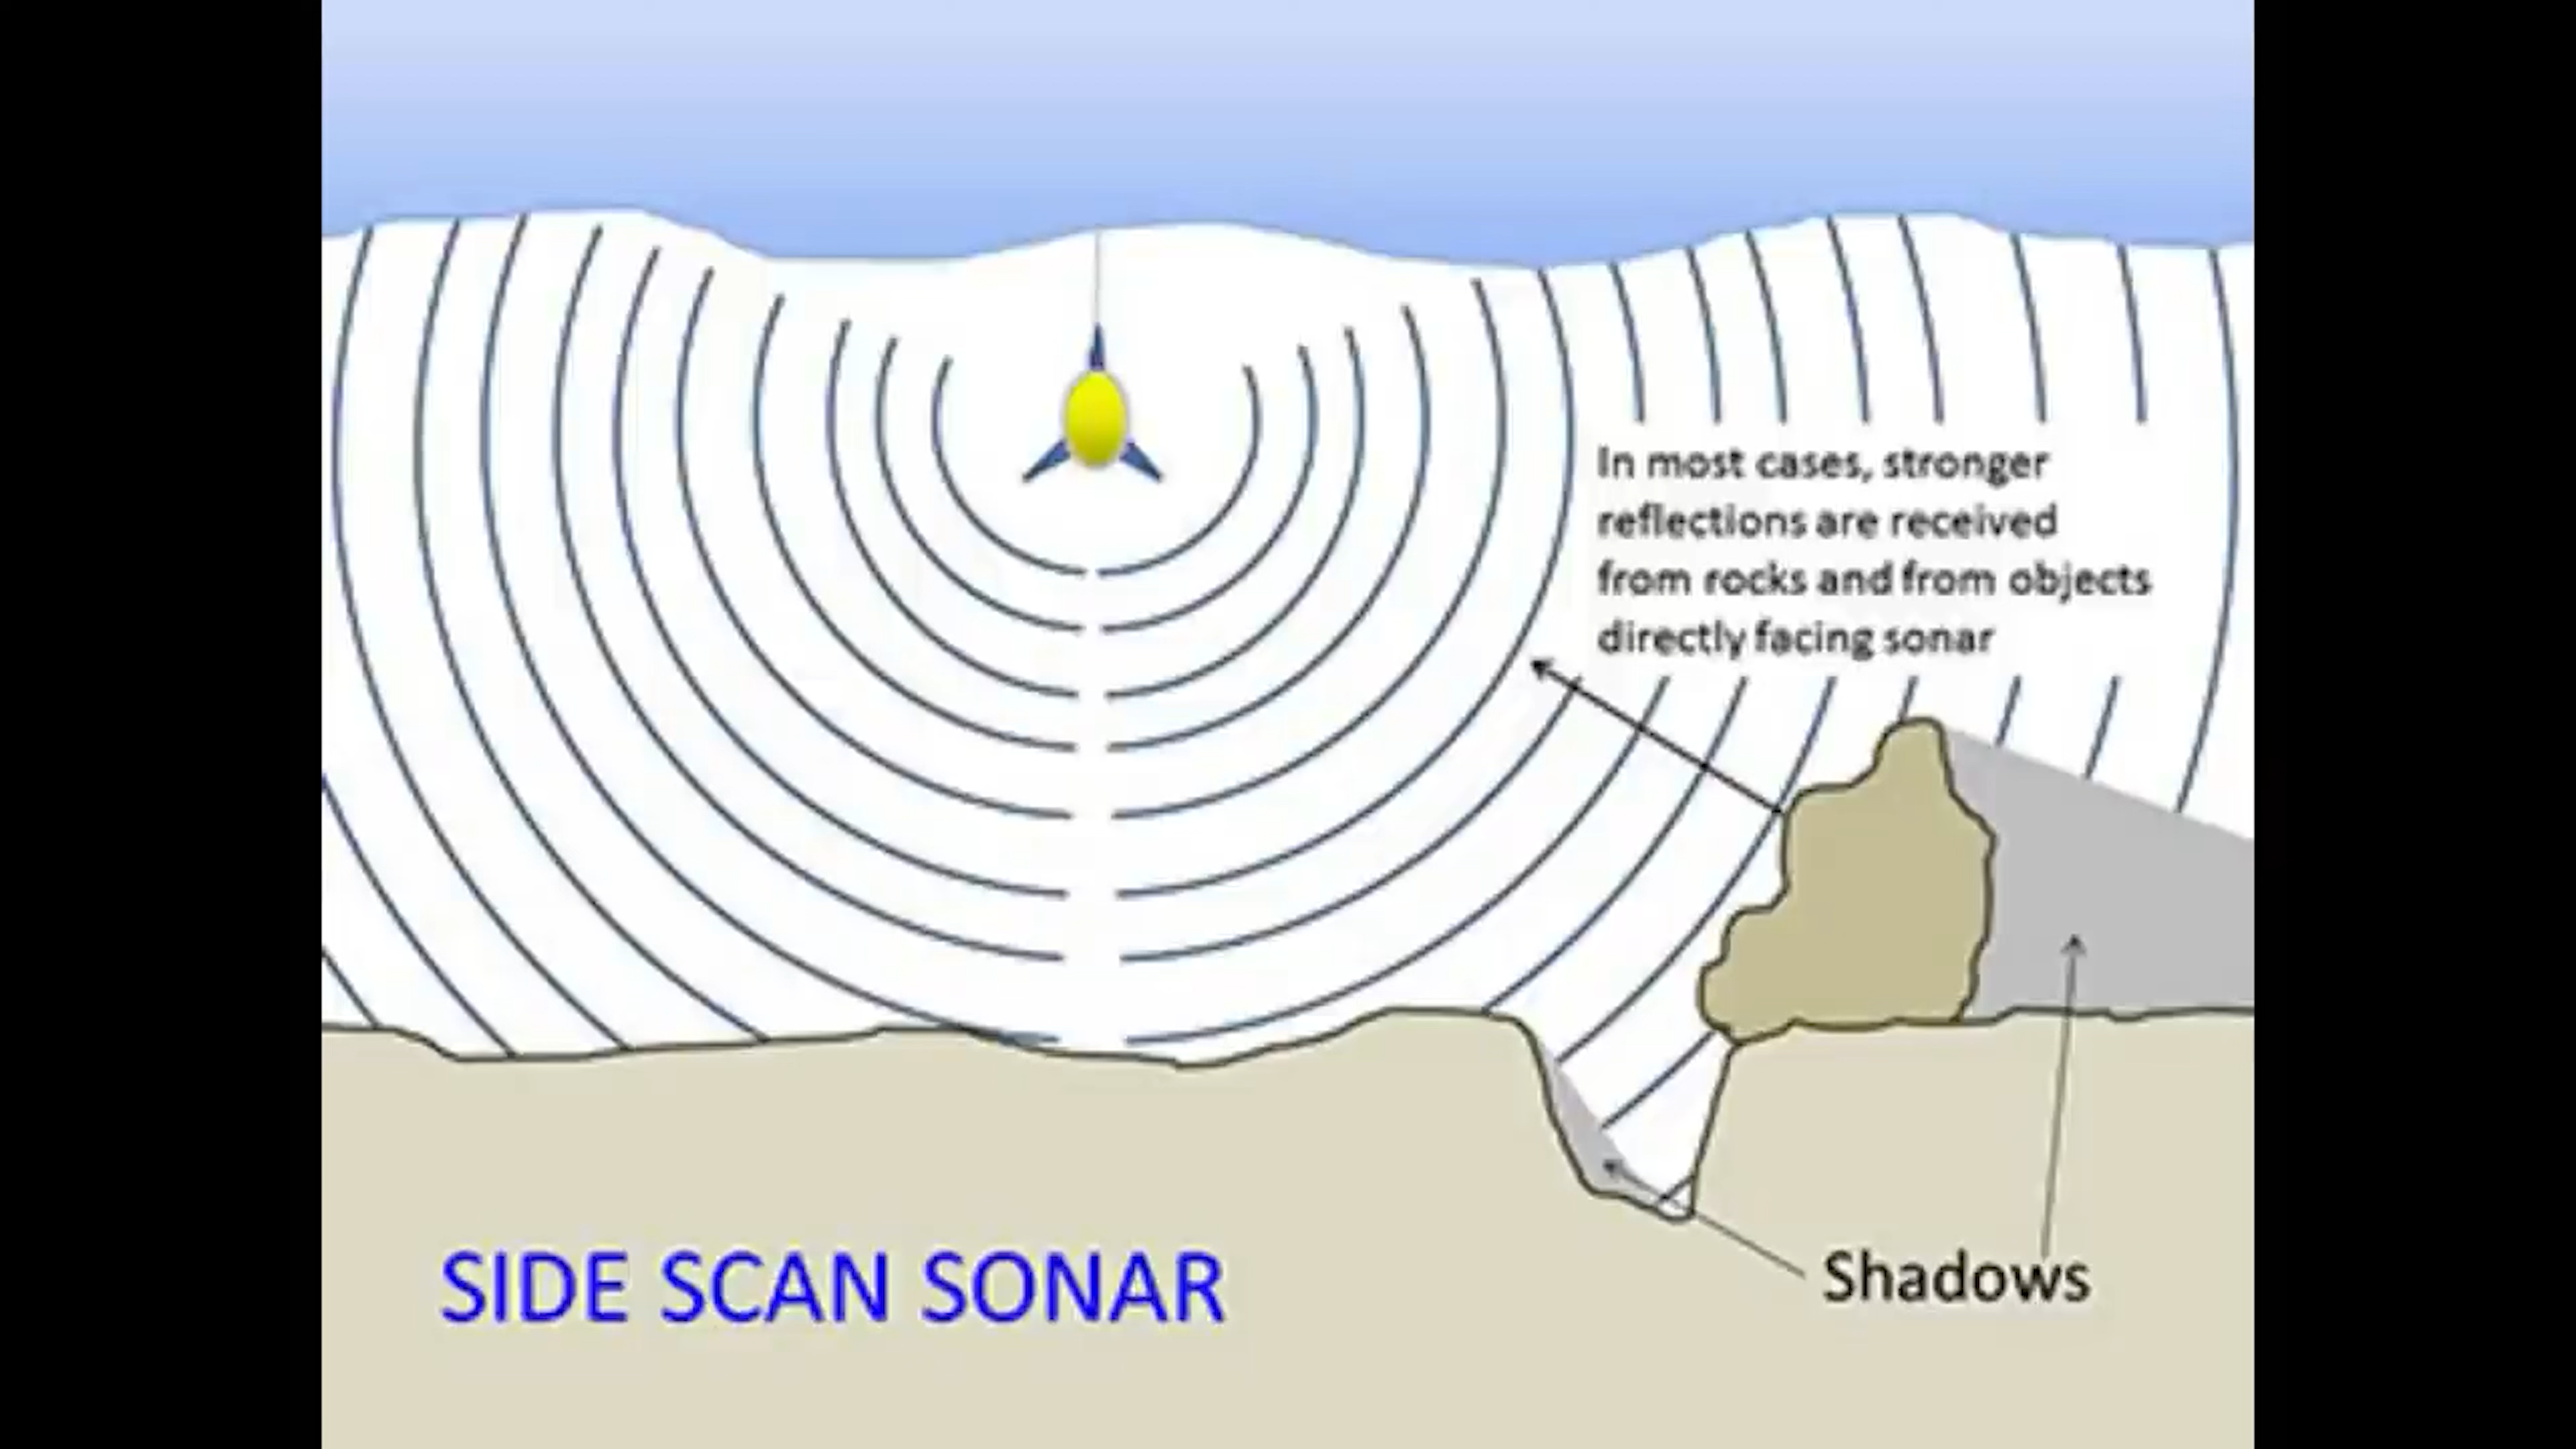 In most cases, stronger
reflections are received
from rocks and from objects
directly facing sonar
SIDE SCAN SONAR
Shadows